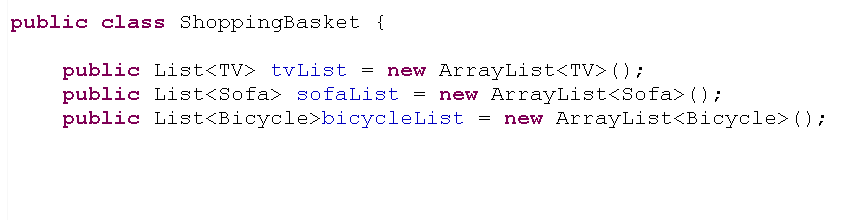 public class ShoppingBasket {
public List<TV> tvList = new ArrayList<TV>();
public List<Sofa> sofaList = new ArrayList<Sofa>();
public List<Bicycle>bicycleList = new ArrayList<Bicycle>();